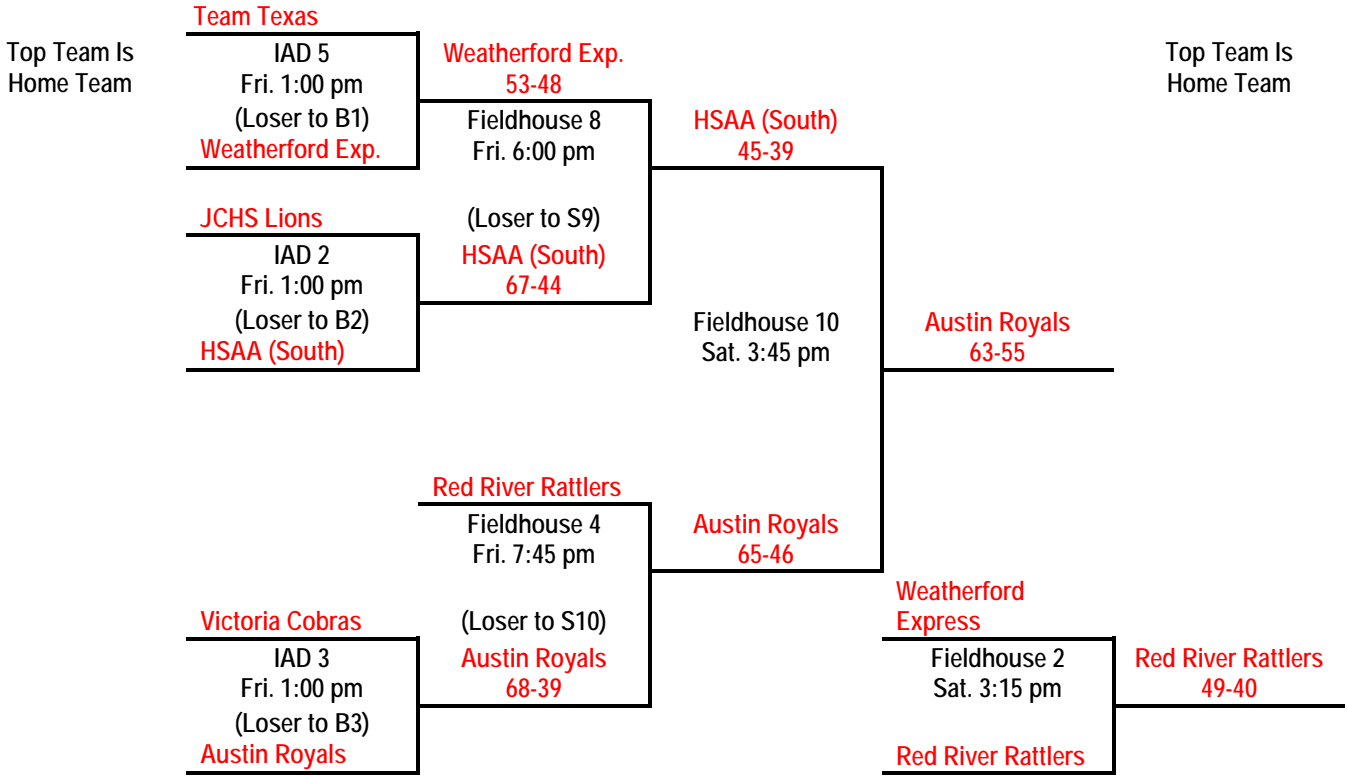 Team Texas
Top Team Is
Home Team
IAD 5
Fri. 1:00 pm
(Loser to B1)
Weatherford Exp.
Weatherford Exp.
53-48
Fieldhouse 8
Fri. 6:00 pm
(Loser to S9)
HSAA (South)
45-39
Top Team Is
Home Team
JCHS Lions
IAD 2
Fri. 1:00 pm
(Loser to B2)
HSAA (South)
HSAA (South)
67-44
Fieldhouse 10
Sat. 3:45 pm
Austin Royals
63-55
Red River Rattlers
Fieldhouse 4
Fri. 7:45 pm
(Loser to S10)
Austin Royals
65-46
Victoria Cobras
IAD 3
Fri. 1:00 pm
(Loser to B3)
Austin Royals
Austin Royals
68-39
Weatherford
Express
Fieldhouse 2
Sat. 3:15 pm
Red River Rattlers
Red River Rattlers
49-40